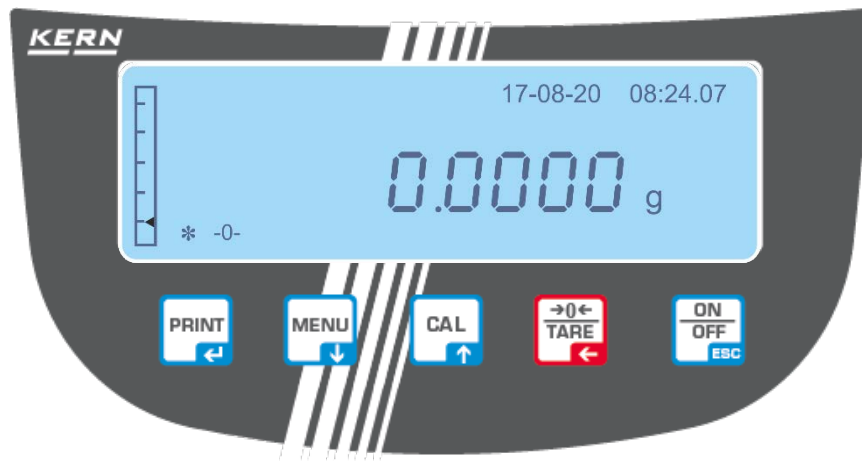 KERN
17-08-20 08:24.07
0.0000 g
✻ -0-
PRINT MENU CAL →0← ON
TARE OFF
ESC